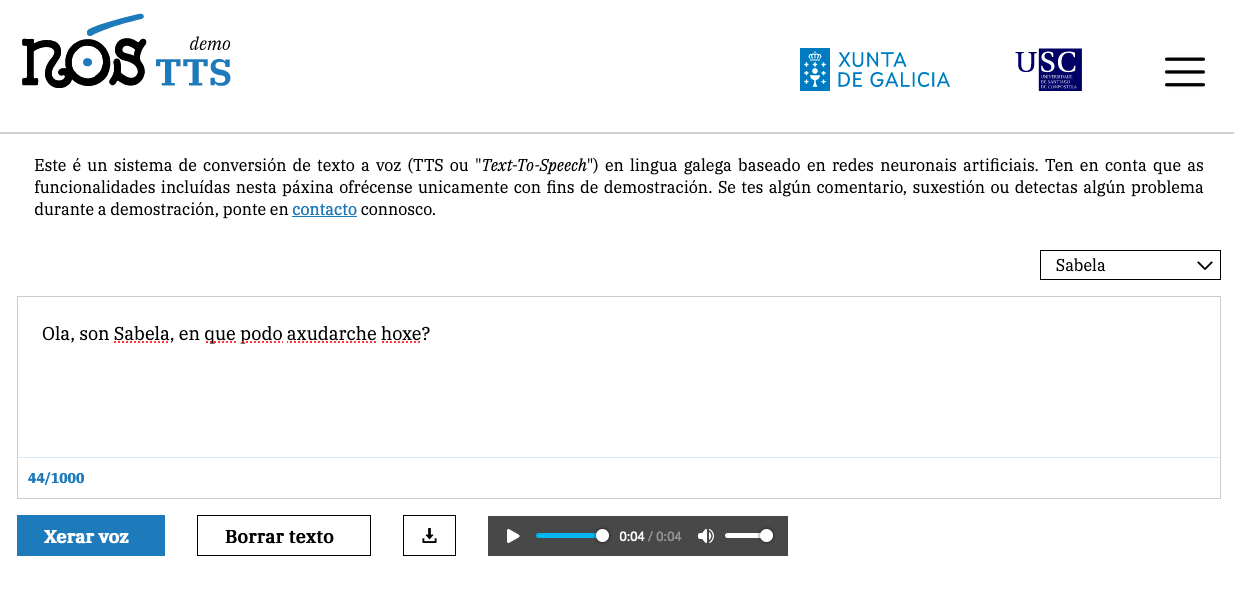 nós
demo
TTS
XUNTA
DE GALICIA
USC
UNIVERSIDADE
DE SANTIAGO
DE COMPOSTELA
Este é un sistema de conversión de texto a voz (TTS ou "Text-To-Speech") en lingua galega baseado en redes neuronais artificiais. Ten en conta que as
funcionalidades incluídas nesta páxina ofrécense unicamente con fins de demostración. Se tes algún comentario, suxestión ou detectas algún problema
durante a demostración, ponte en contacto connosco.
Sabela
Ola, son Sabela, en que podo axudarche hoxe?
44/1000
Xerar voz
Borrar texto
0:04 / 0:04